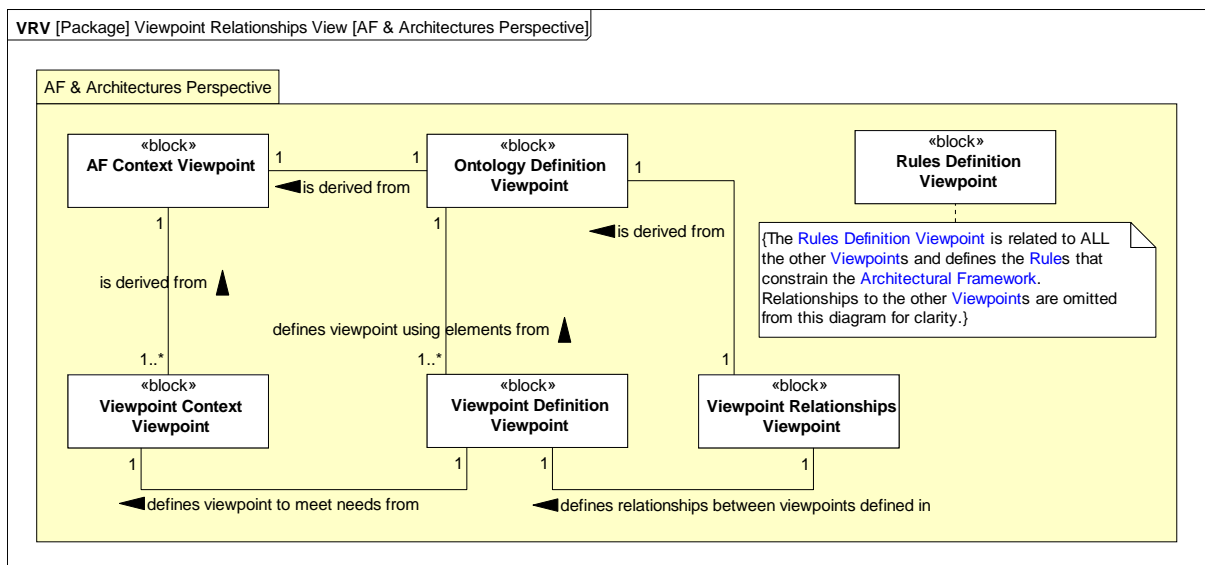 VRV [Package] Viewpoint Relationships View [AF & Architectures Perspective]
AF & Architectures Perspective
«block»
AF Context Viewpoint
1
1
is derived from
«block»
Ontology Definition
Viewpoint
1
is derived from
«block»
Rules Definition
Viewpoint
{The Rules Definition Viewpoint is related to ALL
the other Viewpoints and defines the Rules that
constrain the Architectural Framework.
Relationships to the other Viewpoints are omitted
from this diagram for clarity.}
1
is derived from
1..*
1
defines viewpoint using elements from
1..*
1
«block»
Viewpoint Context
Viewpoint
«block»
Viewpoint Definition
Viewpoint
«block»
Viewpoint Relationships
Viewpoint
1
1
defines viewpoint to meet needs from
1
1
defines relationships between viewpoints defined in